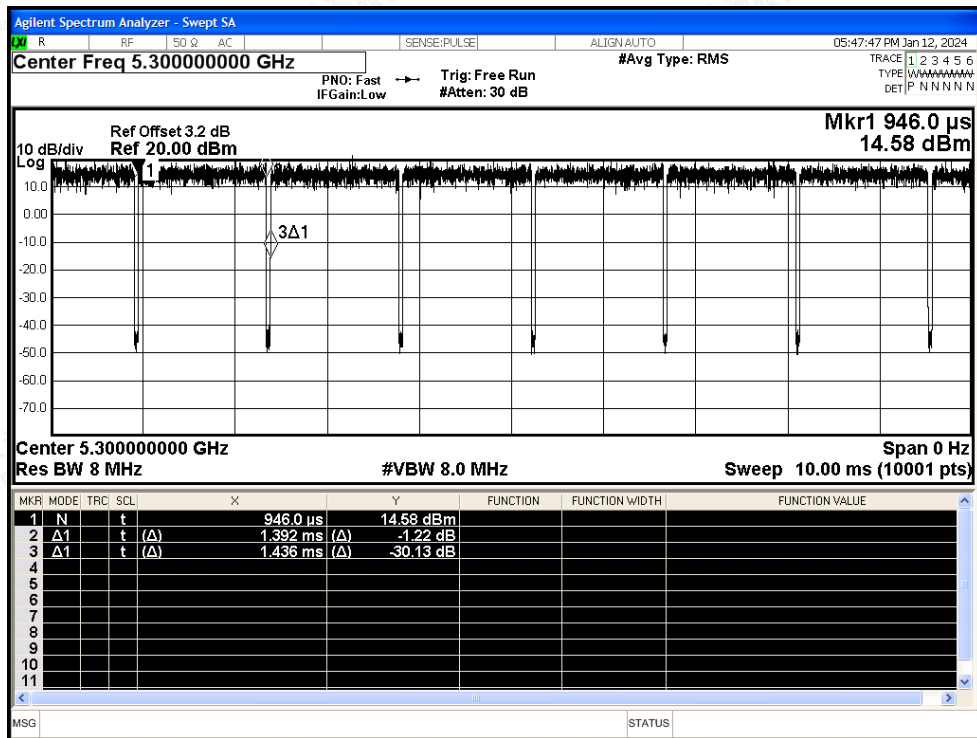 Agilent Spectrum Analyzer - Swept SA
LXI R RF 50 Ω AC SENSE:PULSE ALIGN AUTO 05:47:47 PM Jan 12, 2024
Center Freq 5.300000000 GHz
#Avg Type: RMS
TRACE 1 2 3 4 5 6
PNO: Fast
Trig: Free Run
TYPE
IFGain:Low
#Atten: 30 dB
DET P N N N N N
Mkr1 946.0 µs
Ref Offset 3.2 dB
10 dB/div Ref 20.00 dBm
14.58 dBm
Log
1
10.0
0.00
3Δ1
-10.0
-20.0
-30.0
-40.0
-50.0
-60.0
-70.0
Center 5.300000000 GHz Span 0 Hz
Res BW 8 MHz #VBW 8.0 MHz Sweep 10.00 ms (10001 pts)
MKR MODE TRC SCL X Y FUNCTION FUNCTION WIDTH FUNCTION VALUE
1 N t 946.0 µs 14.58 dBm
2 Δ1 t (Δ) 1.392 ms (Δ) -1.22 dB
3 Δ1 t (Δ) 1.436 ms (Δ) -30.13 dB
4
5
6
7
8
9
10
11
MSG STATUS